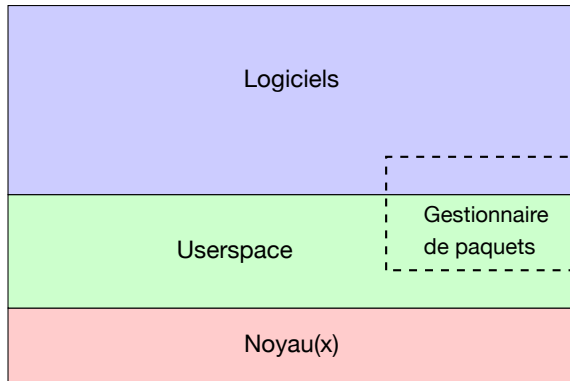 Logiciels
Gestionnaire
de paquets
Userspace
Noyau(x)